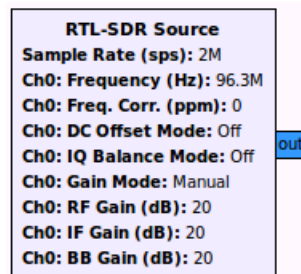 RTL-SDR Source
Sample Rate (sps): 2M
Ch0: Frequency (Hz): 96.3M
Ch0: Freq. Corr. (ppm): 0
Ch0: DC Offset Mode: Off
Ch0: IQ Balance Mode: Off
out
Ch0: Gain Mode: Manual
Ch0: RF Gain (dB): 20
Ch0: IF Gain (dB): 20
Ch0: BB Gain (dB): 20